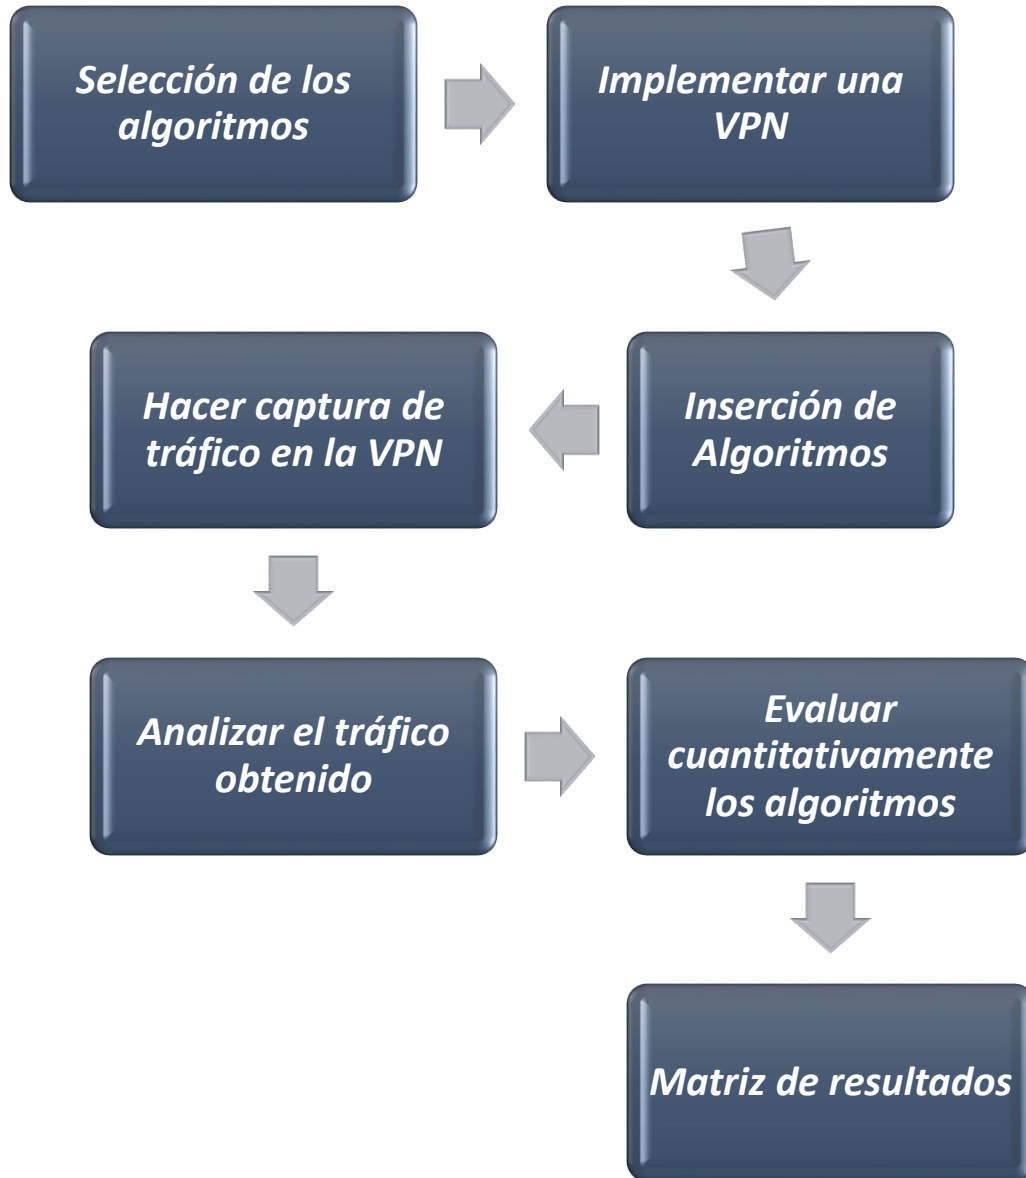 Selección de los
algoritmos
Implementar una
VPN
Inserción de
Algoritmos
Hacer captura de
tráfico en la VPN
Analizar el tráfico
obtenido
Evaluar
cuantitativamente
los algoritmos
Matriz de resultados